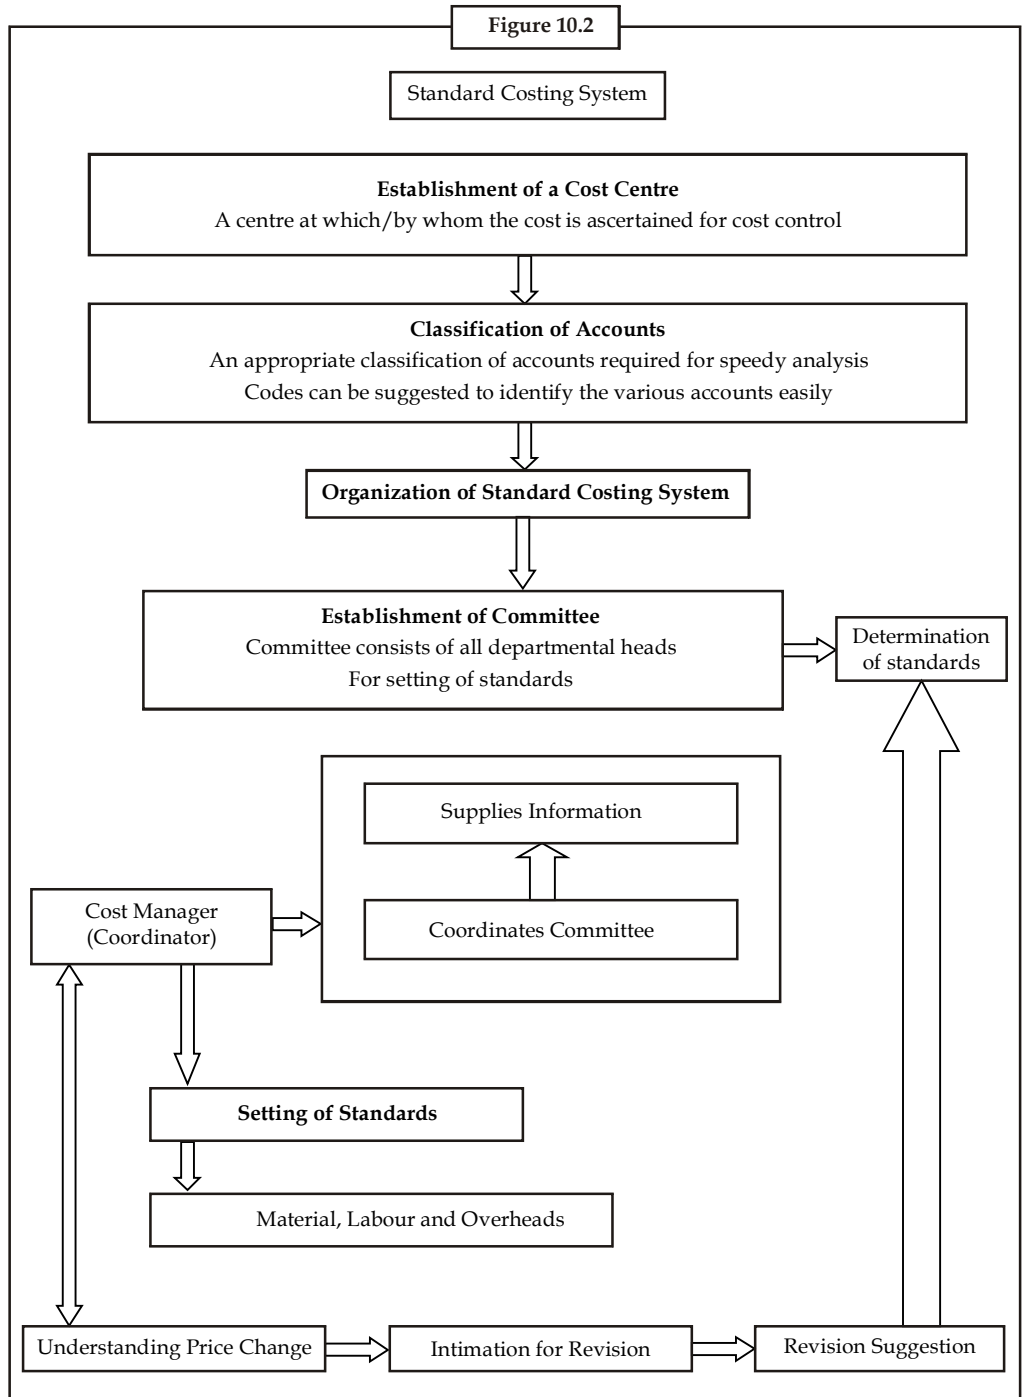 Figure 10.2
Standard Costing System
Establishment of a Cost Centre
A centre at which/by whom the cost is ascertained for cost control
Classification of Accounts
An appropriate classification of accounts required for speedy analysis
Codes can be suggested to identify the various accounts easily
Organization of Standard Costing System
Establishment of Committee
Committee consists of all departmental heads
For setting of standards
Determination
of standards
Supplies Information
Coordinates Committee
Cost Manager
(Coordinator)
Setting of Standards
Material, Labour and Overheads
Understanding Price Change
Intimation for Revision
Revision Suggestion